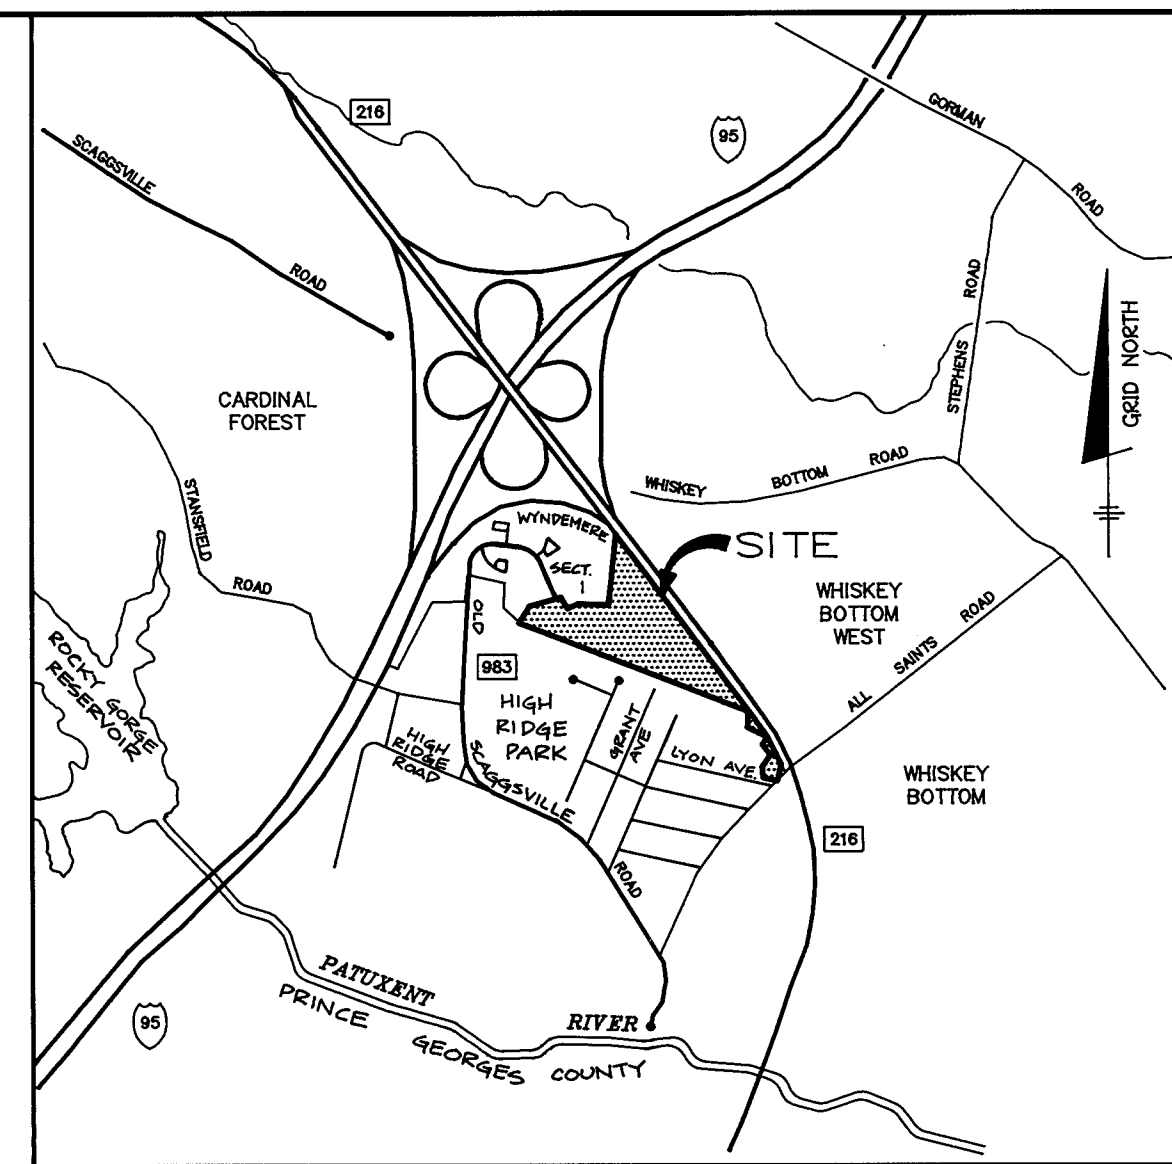 216
95
GORMAN
ROAD
SCAGGSVILLE
ROAD
STEPHENS
ROAD
GRID NORTH
CARDINAL
FOREST
WHISKEY
BOTTOM
ROAD
STANSFIELD
ROAD
WYNDEMERE
SECT.
1
SITE
WHISKEY
BOTTOM
WEST
ALL
SAINTS
ROAD
OLD
983
ROCKY GORGE
RESERVOIR
HIGH
RIDGE
PARK
GRANT
AVE
LYON AVE.
HIGH
RIDGE
ROAD
SCAGGSVILLE
ROAD
WHISKEY
BOTTOM
216
PATUXENT
RIVER
PRINCE
GEORGES
COUNTY
95